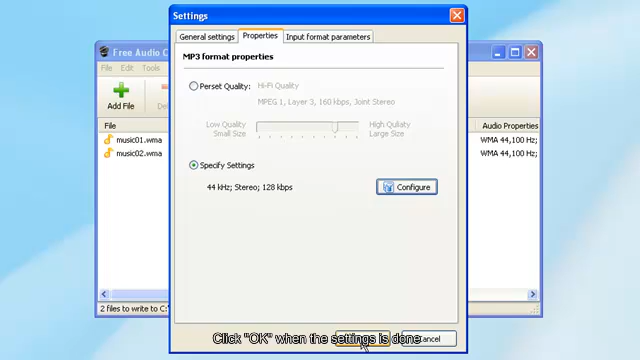 Settings
General settings
Properties
Input format parameters
MP3 format properties
Perset Quality:
Hi-Fi Quality
MPEG 1, Layer 3, 160 kbps, Joint Stereo
Low Quality
Small Size
High Quliaty
Large Size
Specify Settings
44 kHz; Stereo; 128 kbps
Configure
Cancel
Free Audio C
File Edit Tools
Add File
File
Audio Properties
music01.wma
WMA 44,100 Hz;
music02.wma
WMA 44,100 Hz;
2 files to write to C:
Click "OK" when the settings is done